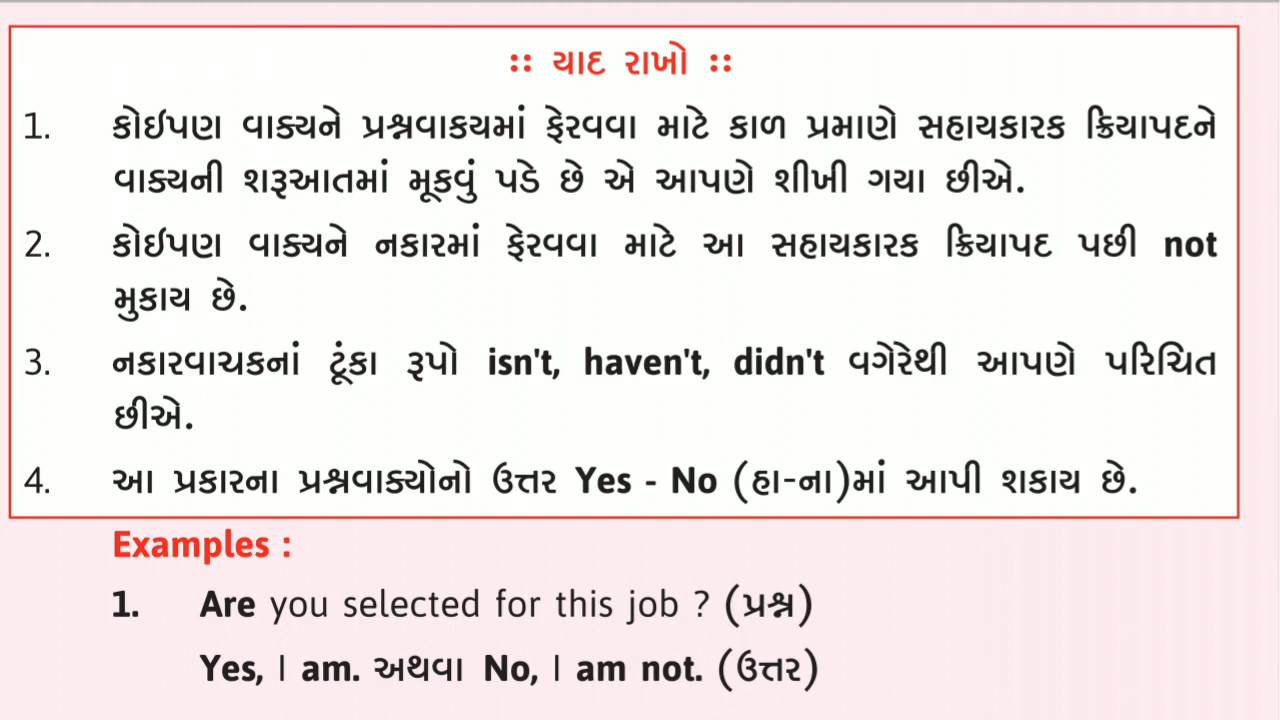 :: યાદ રાખો ::
1. કોઈપણ વાક્યને પ્રશ્નવાક્યમાં ફેરવવા માટે કાળ પ્રમાણે સહાયકારક ક્રિયાપદને
વાક્યની શરૂઆતમાં મૂકવું પડે છે એ આપણે શીખી ગયા છીએ.
2. કોઈપણ વાક્યને નકારમાં ફેરવવા માટે આ સહાયકારક ક્રિયાપદ પછી not
મુકાય છે.
3. નકારવાચકનાં ટૂંકા રૂપો isn't, haven't, didn't વગેરેથી આપણે પરિચિત
છીએ.
4. આ પ્રકારના પ્રશ્નવાક્યોનો ઉત્તર Yes - No (હા-ના)માં આપી શકાય છે.
Examples :
1. Are you selected for this job ? (પ્રશ્ન)
Yes, I am. અથવા No, I am not. (ઉત્તર)